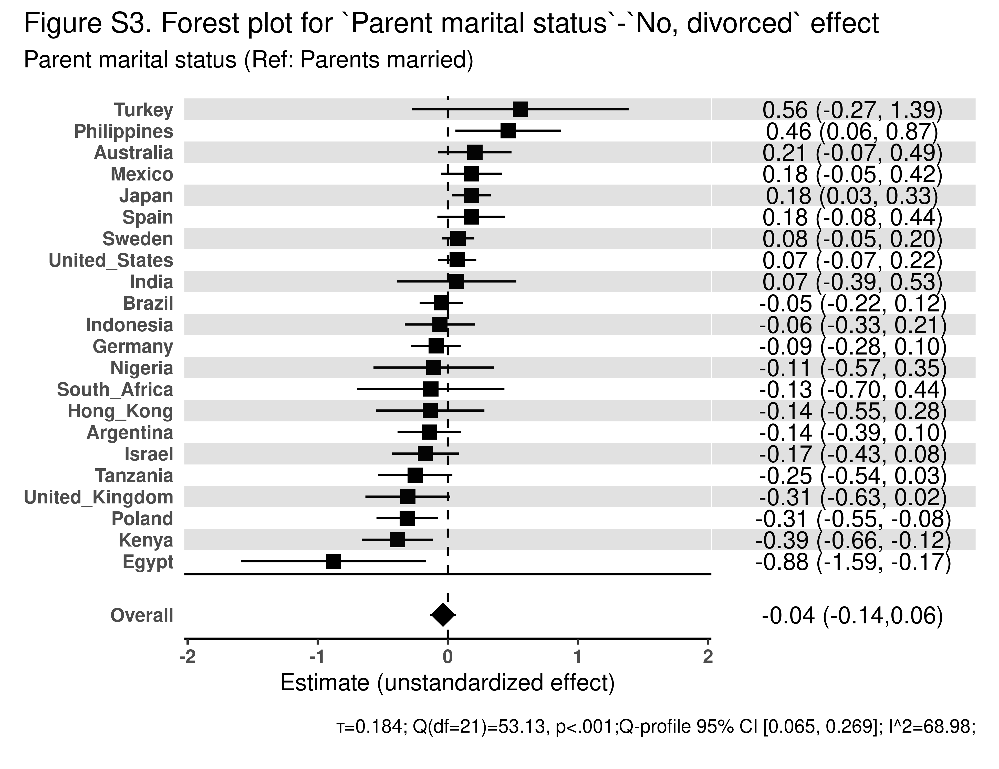 Figure S3. Forest plot for `Parent marital status`-`No, divorced` effect
Parent marital status (Ref: Parents married)
Turkey 0.56 (-0.27, 1.39)
Philippines 0.46 (0.06, 0.87)
Australia 0.21 (-0.07, 0.49)
Mexico 0.18 (-0.05, 0.42)
Japan 0.18 (0.03, 0.33)
Spain 0.18 (-0.08, 0.44)
Sweden 0.08 (-0.05, 0.20)
United_States 0.07 (-0.07, 0.22)
India 0.07 (-0.39, 0.53)
Brazil -0.05 (-0.22, 0.12)
Indonesia -0.06 (-0.33, 0.21)
Germany -0.09 (-0.28, 0.10)
Nigeria -0.11 (-0.57, 0.35)
South_Africa -0.13 (-0.70, 0.44)
Hong_Kong -0.14 (-0.55, 0.28)
Argentina -0.14 (-0.39, 0.10)
Israel -0.17 (-0.43, 0.08)
Tanzania -0.25 (-0.54, 0.03)
United_Kingdom -0.31 (-0.63, 0.02)
Poland -0.31 (-0.55, -0.08)
Kenya -0.39 (-0.66, -0.12)
Egypt -0.88 (-1.59, -0.17)
Overall -0.04 (-0.14,0.06)
-2 -1 0 1 2
Estimate (unstandardized effect)
τ=0.184; Q(df=21)=53.13, p<.001;Q-profile 95% CI [0.065, 0.269]; I^2=68.98;